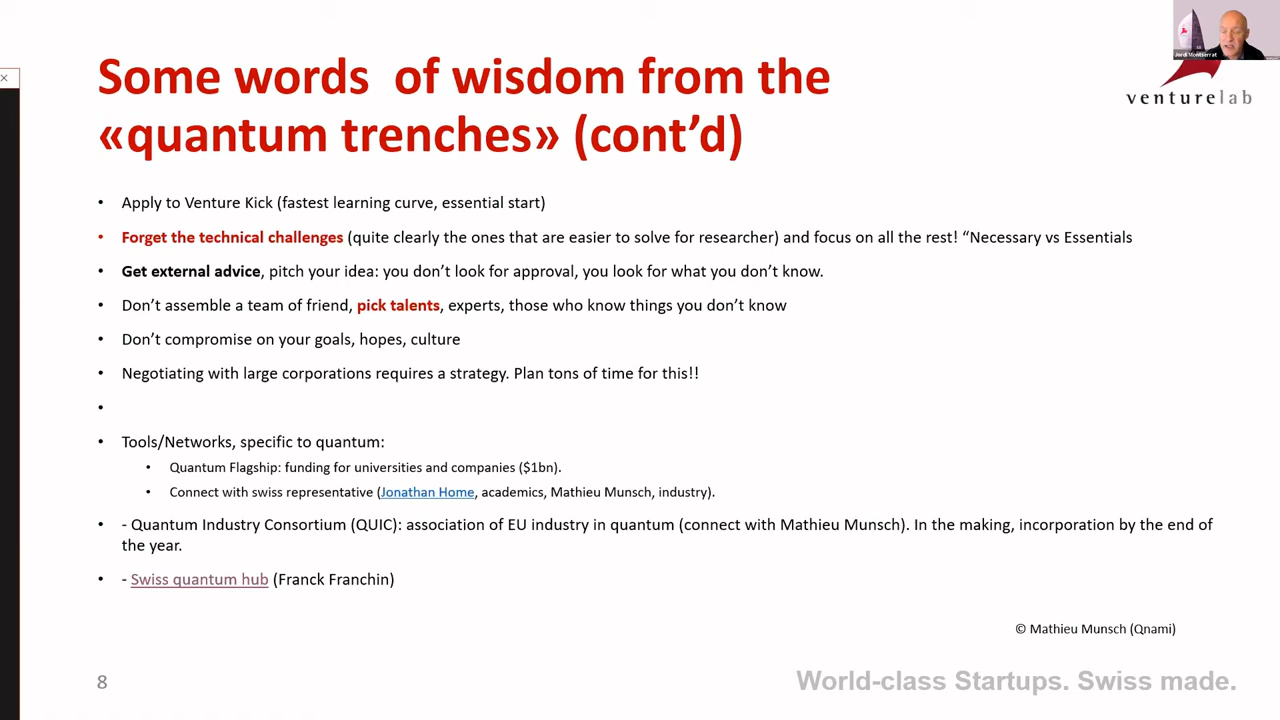 Jordi Montserrat
venturelab
Some words of wisdom from the
«quantum trenches» (cont’d)
• Apply to Venture Kick (fastest learning curve, essential start)
• Forget the technical challenges (quite clearly the ones that are easier to solve for researcher) and focus on all the rest! “Necessary vs Essentials
• Get external advice, pitch your idea: you don’t look for approval, you look for what you don’t know.
• Don’t assemble a team of friend, pick talents, experts, those who know things you don’t know
• Don’t compromise on your goals, hopes, culture
• Negotiating with large corporations requires a strategy. Plan tons of time for this!!
•
• Tools/Networks, specific to quantum:
• Quantum Flagship: funding for universities and companies ($1bn).
• Connect with swiss representative (Jonathan Home, academics, Mathieu Munsch, industry).
• - Quantum Industry Consortium (QUIC): association of EU industry in quantum (connect with Mathieu Munsch). In the making, incorporation by the end of
the year.
• - Swiss quantum hub (Franck Franchin)
© Mathieu Munsch (Qnami)
8
World-class Startups. Swiss made.